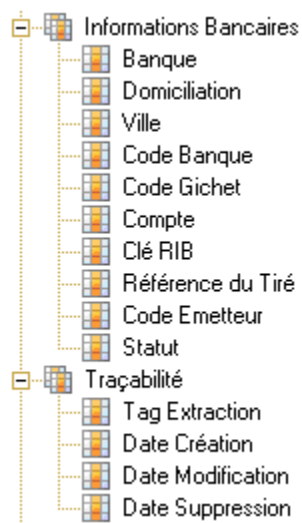 Informations Bancaires
Banque
Domiciliation
Ville
Code Banque
Code Gichet
Compte
Clé RIB
Référence du Tiré
Code Emetteur
Statut
Traçabilité
Tag Extraction
Date Création
Date Modification
Date Suppression